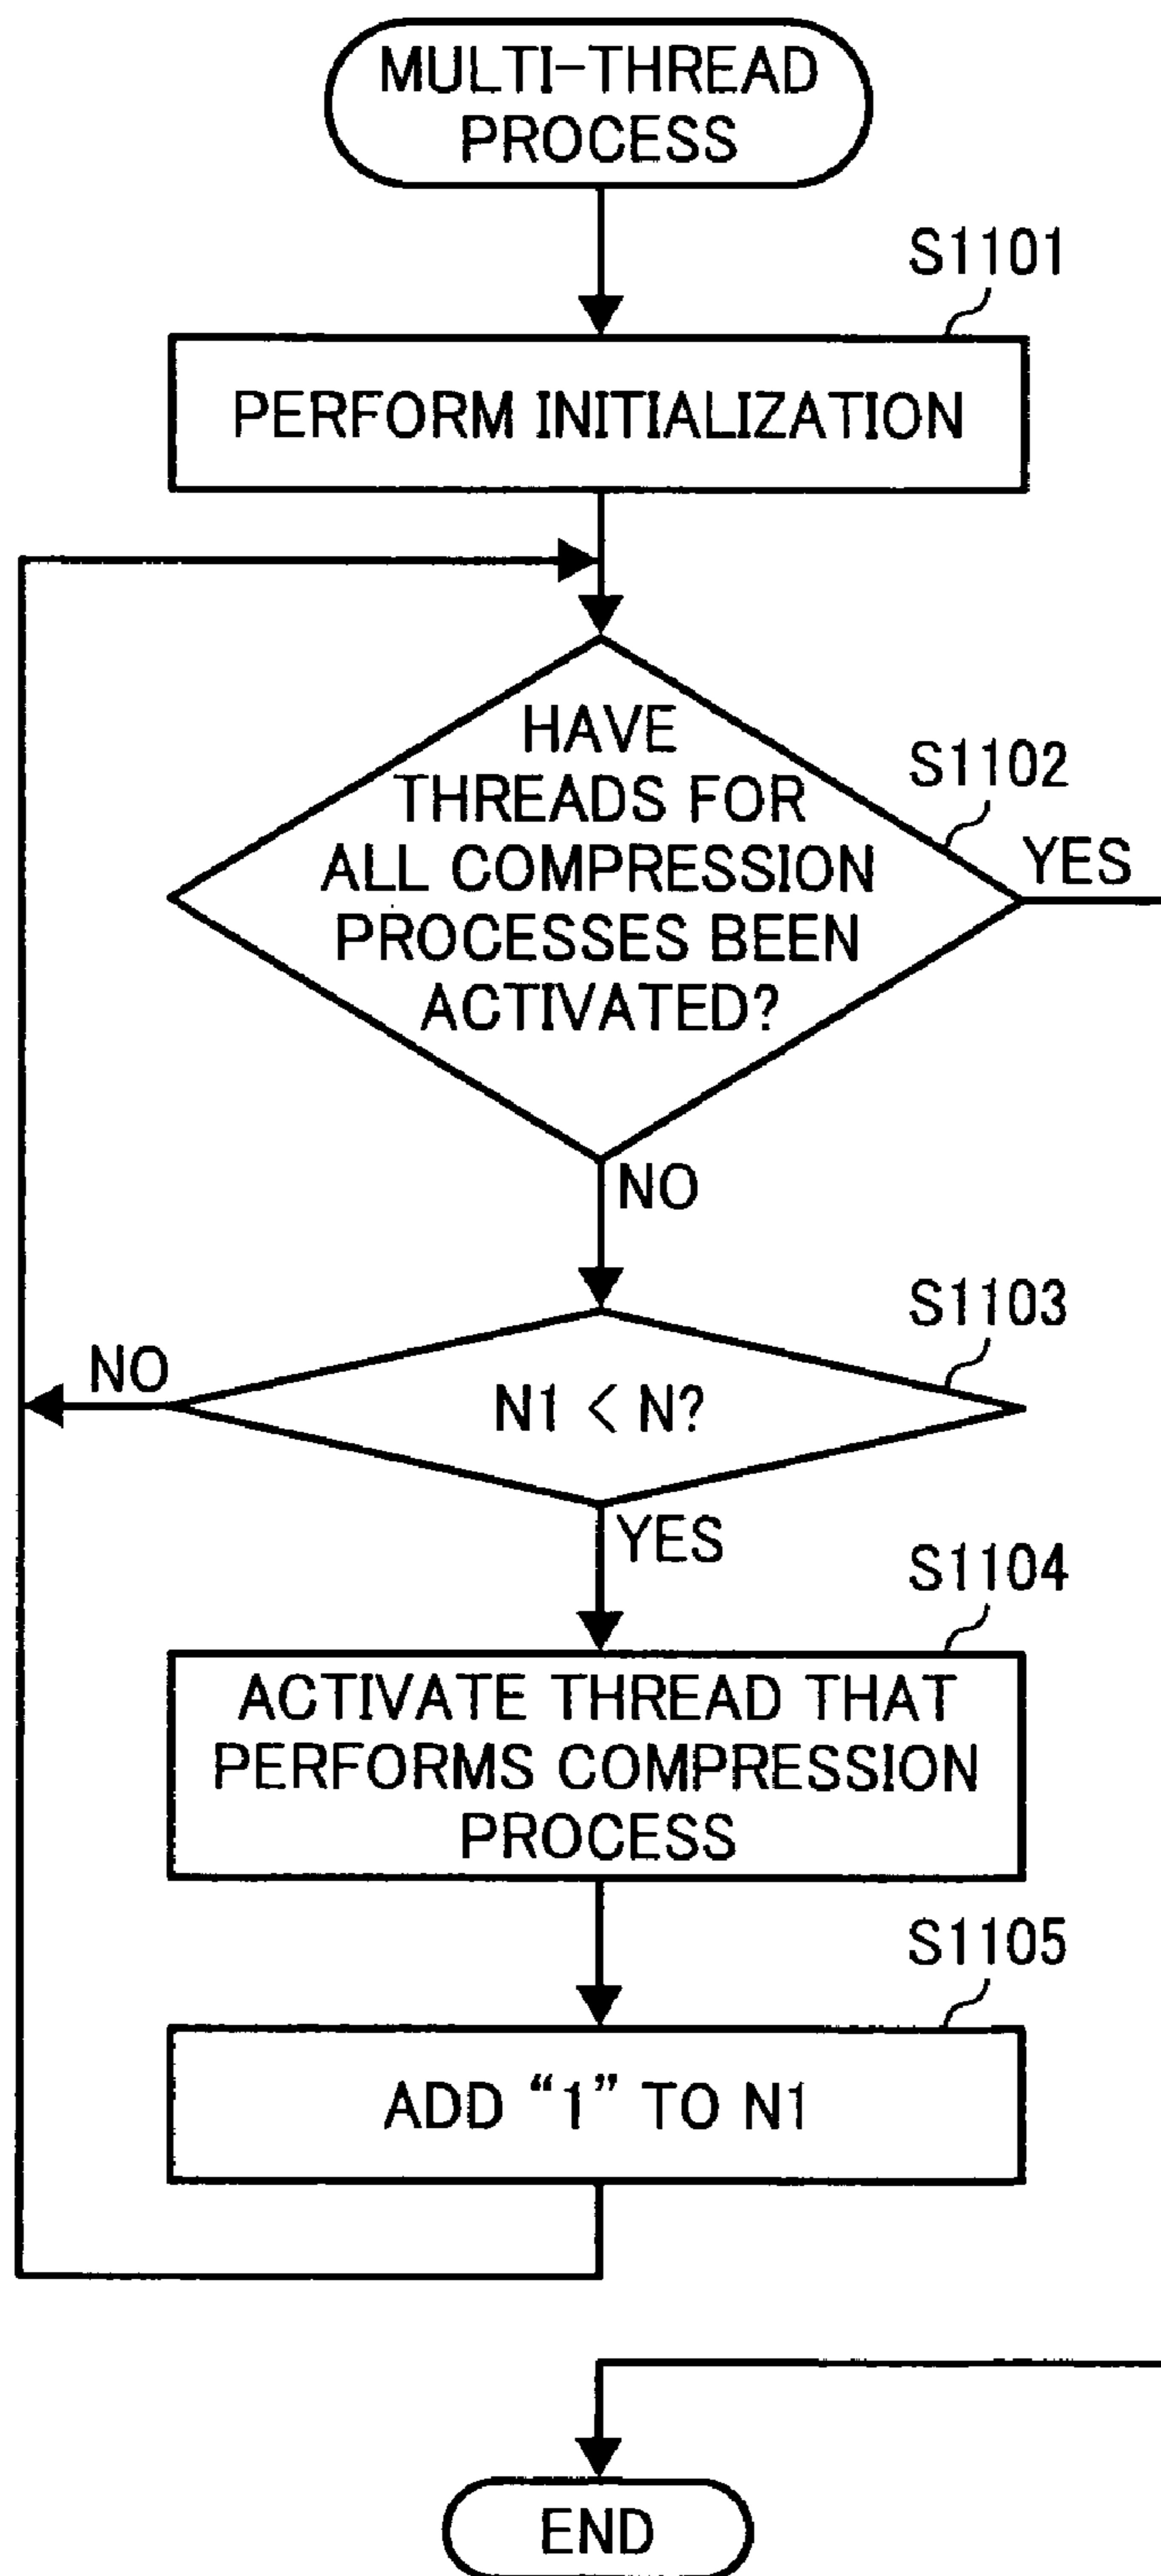 MULTI-THREAD
PROCESS
S1101
PERFORM INITIALIZATION
HAVE
THREADS FOR
ALL COMPRESSION
PROCESSES BEEN
ACTIVATED?
S1102
YES
NO
S1103
NO
N1 < N?
YES
S1104
ACTIVATE THREAD THAT
PERFORMS COMPRESSION
PROCESS
S1105
ADD “1” TO N1
END